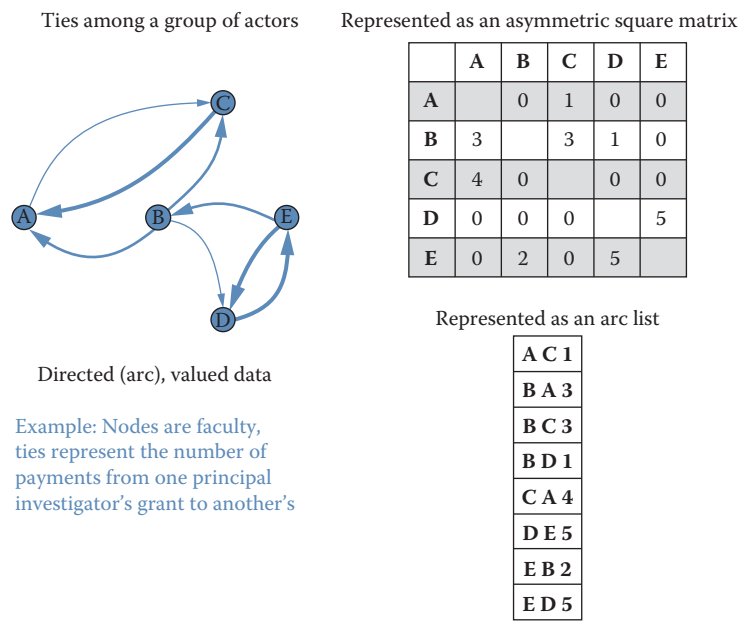 Ties among a group of actors
C
A
B
E
D
Directed (arc), valued data
Example: Nodes are faculty,
ties represent the number of
payments from one principal
investigator's grant to another's
Represented as an asymmetric square matrix
A B C D E
A 0 1 0 0
B 3 3 1 0
C 4 0 0 0
D 0 0 0 5
E 0 2 0 5
Represented as an arc list
A C 1
B A 3
B C 3
B D 1
C A 4
D E 5
E B 2
E D 5